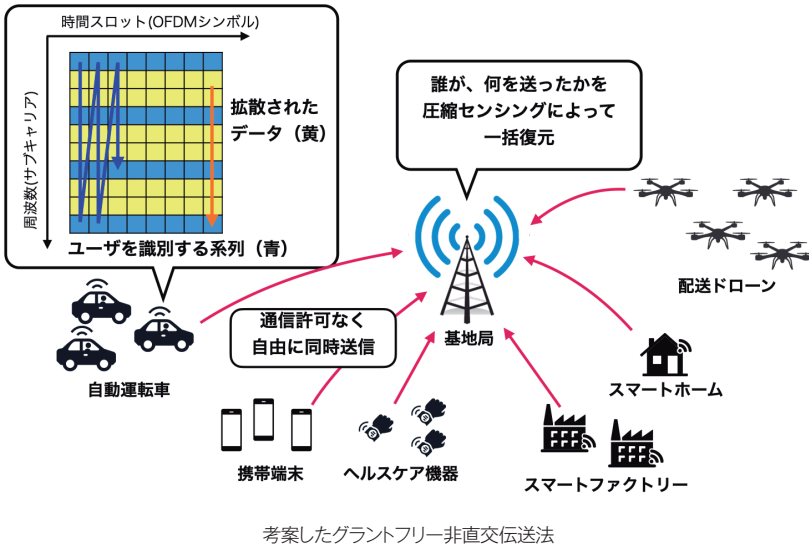 時間スロット(OFDMシンボル)
周波数(サブキャリア)
拡散された
データ（黄）
ユーザを識別する系列（青）
誰が、何を送ったかを
圧縮センシングによって
一括復元
配送ドローン
基地局
通信許可なく
自由に同時送信
自動運転車
スマートホーム
携帯端末
ヘルスケア機器
スマートファクトリー
考案したグラントフリー非直交伝送法